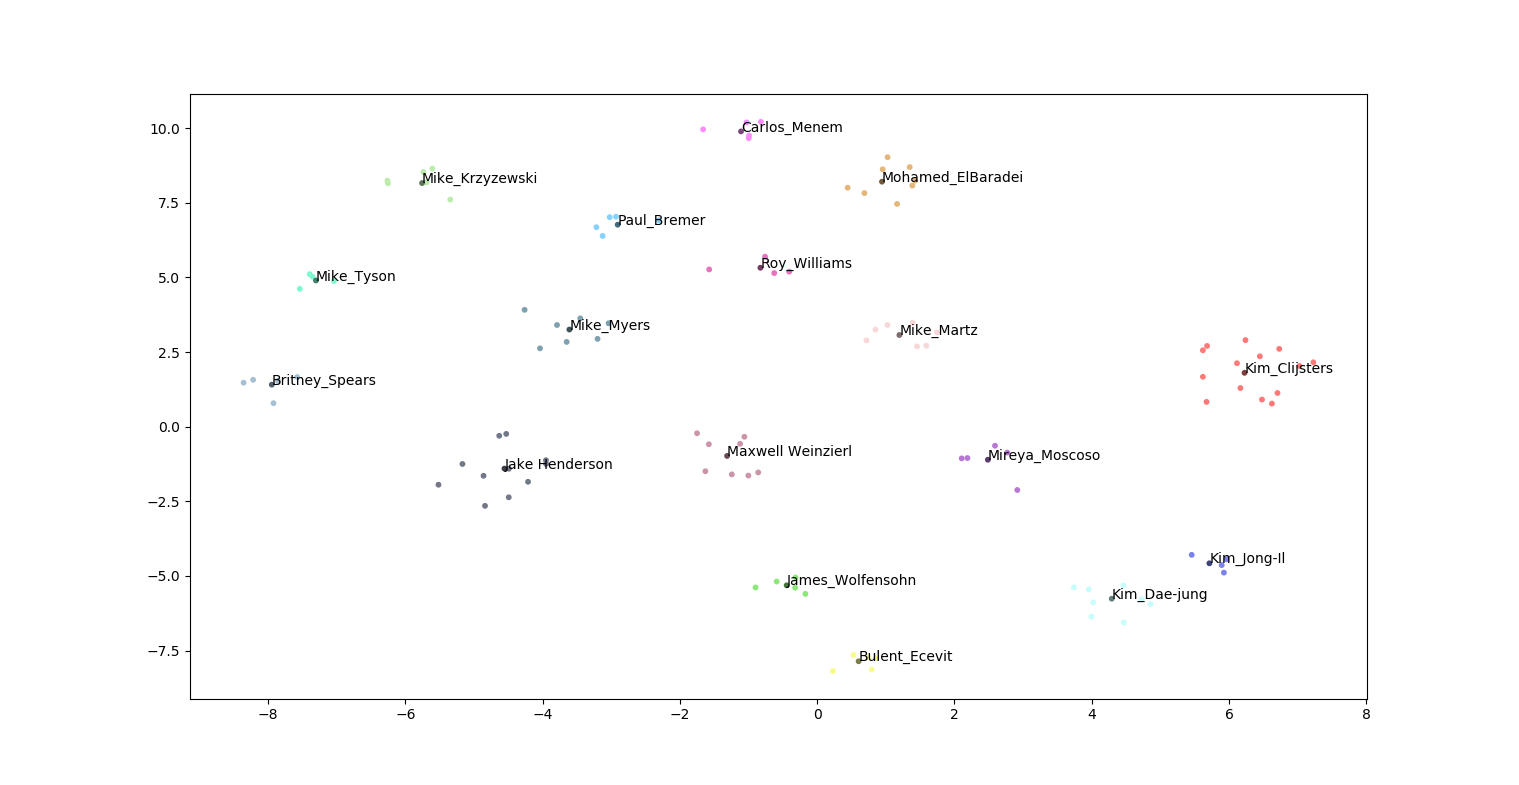 10.0
7.5
5.0
2.5
0.0
−2.5
−5.0
−7.5
−8
−6
−4
−2
0
2
4
6
8
Carlos_Menem
Mike_Krzyzewski
Mohamed_ElBaradei
Paul_Bremer
Roy_Williams
Mike_Tyson
Mike_Myers
Mike_Martz
Kim_Clijsters
Britney_Spears
Maxwell Weinzierl
Mireya_Moscoso
Jake Henderson
Kim_Jong-Il
James_Wolfensohn
Kim_Dae-jung
Bulent_Ecevit